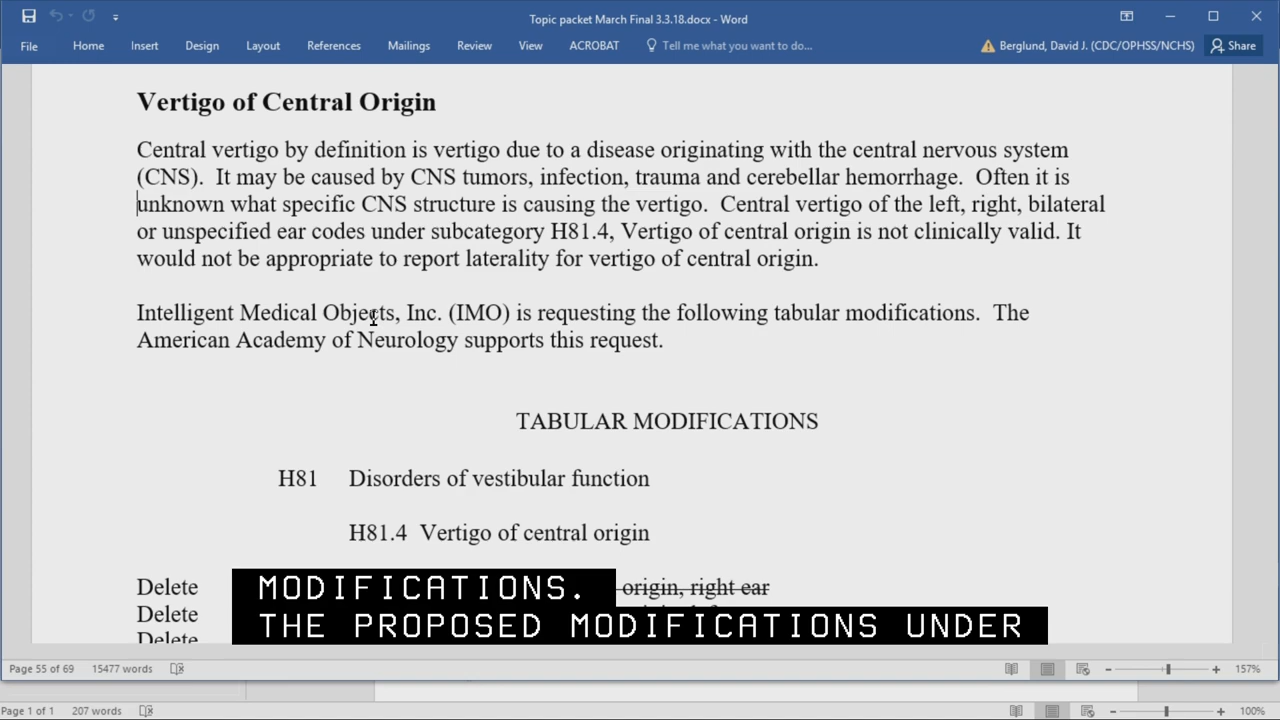 Topic packet March Final 3.3.18.docx - Word
File Home Insert Design Layout References Mailings Review View ACROBAT Tell me what you want to do... Berglund, David J. (CDC/OPHSS/NCHS) Share
Vertigo of Central Origin
Central vertigo by definition is vertigo due to a disease originating with the central nervous system
(CNS).  It may be caused by CNS tumors, infection, trauma and cerebellar hemorrhage.  Often it is
unknown what specific CNS structure is causing the vertigo.  Central vertigo of the left, right, bilateral
or unspecified ear codes under subcategory H81.4, Vertigo of central origin is not clinically valid. It
would not be appropriate to report laterality for vertigo of central origin.
Intelligent Medical Objects, Inc. (IMO) is requesting the following tabular modifications.  The
American Academy of Neurology supports this request.
TABULAR MODIFICATIONS
H81 Disorders of vestibular function
H81.4 Vertigo of central origin
Delete origin, right ear
Delete
Delete
MODIFICATIONS.
THE PROPOSED MODIFICATIONS UNDER
Page 55 of 69 15477 words 157%
Page 1 of 1 207 words 100%